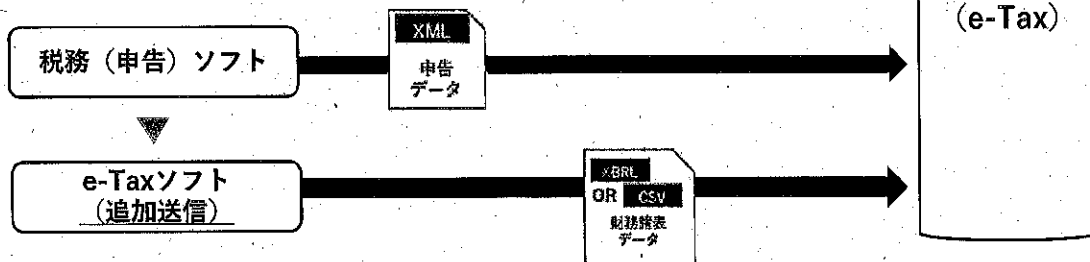 (e-Tax)
税務（申告）ソフト
XML
申告
データ
e-Taxソフト
（追加送信）
XBRL
OR CSV
財務諸表
データ